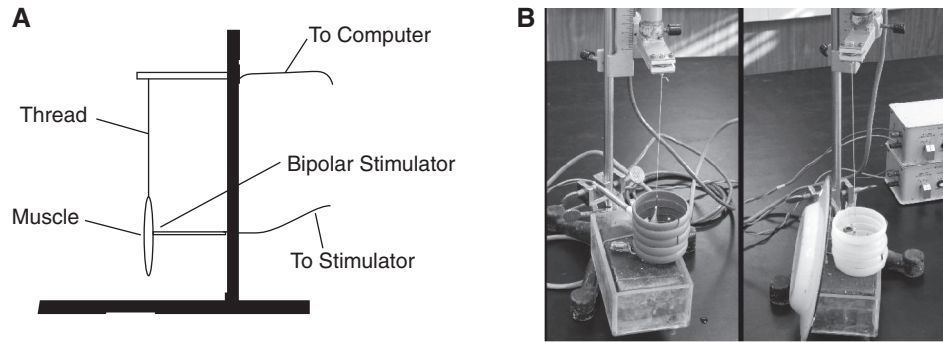 A
To Computer
Thread
Bipolar Stimulator
Muscle
To Stimulator
B